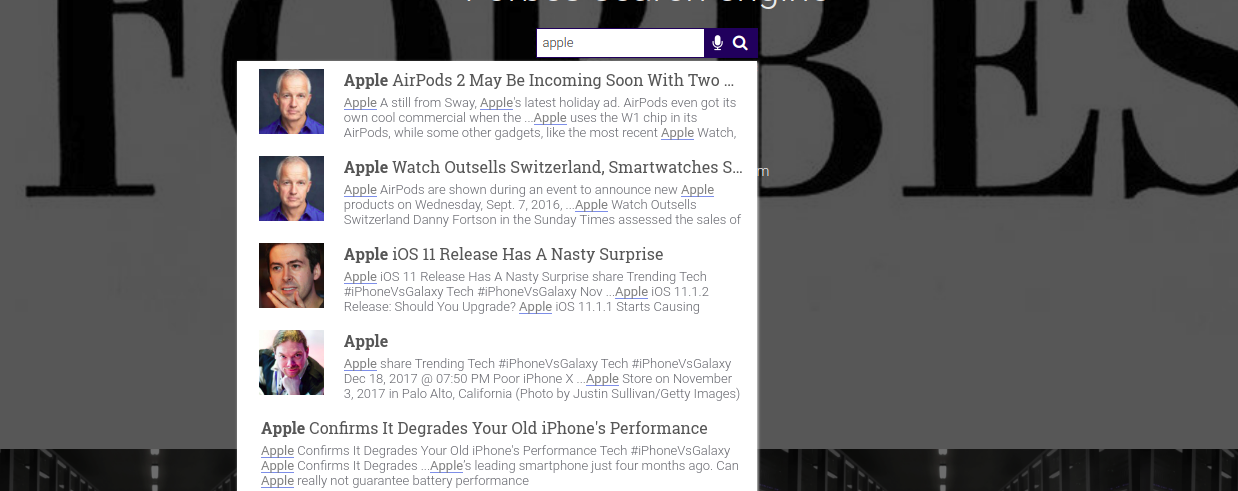 Forbes Search Engine
FORBES
apple
Apple AirPods 2 May Be Incoming Soon With Two ...
Apple A still from Sway, Apple's latest holiday ad. AirPods even got its
own cool commercial when the ...Apple uses the W1 chip in its
AirPods, while some other gadgets, like the most recent Apple Watch,
Apple Watch Outsells Switzerland, Smartwatches S...
m
Apple AirPods are shown during an event to announce new Apple
products on Wednesday, Sept. 7, 2016, ...Apple Watch Outsells
Switzerland Danny Fortson in the Sunday Times assessed the sales of
Apple iOS 11 Release Has A Nasty Surprise
Apple iOS 11 Release Has A Nasty Surprise share Trending Tech
#iPhoneVsGalaxy Tech #iPhoneVsGalaxy Nov ...Apple iOS 11.1.2
Release: Should You Upgrade? Apple iOS 11.1.1 Starts Causing
Apple
Apple share Trending Tech #iPhoneVsGalaxy Tech #iPhoneVsGalaxy
Dec 18, 2017 @ 07:50 PM Poor iPhone X ...Apple Store on November
3, 2017 in Palo Alto, California (Photo by Justin Sullivan/Getty Images)
Apple Confirms It Degrades Your Old iPhone's Performance
Apple Confirms It Degrades Your Old iPhone's Performance Tech #iPhoneVsGalaxy
Apple Confirms It Degrades ...Apple's leading smartphone just four months ago. Can
Apple really not guarantee battery performance